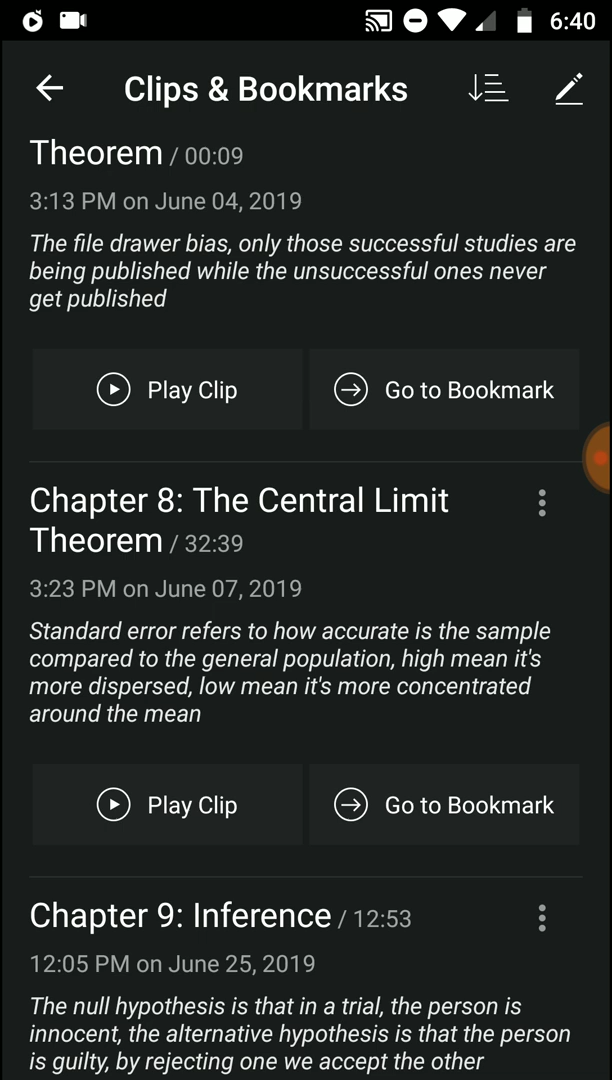 6:40
Clips & Bookmarks
Theorem / 00:09
3:13 PM on June 04, 2019
The file drawer bias, only those successful studies are
being published while the unsuccessful ones never
get published
Play Clip
Go to Bookmark
Chapter 8: The Central Limit
Theorem / 32:39
3:23 PM on June 07, 2019
Standard error refers to how accurate is the sample
compared to the general population, high mean it's
more dispersed, low mean it's more concentrated
around the mean
Play Clip
Go to Bookmark
Chapter 9: Inference / 12:53
12:05 PM on June 25, 2019
The null hypothesis is that in a trial, the person is
innocent, the alternative hypothesis is that the person
is guilty, by rejecting one we accept the other